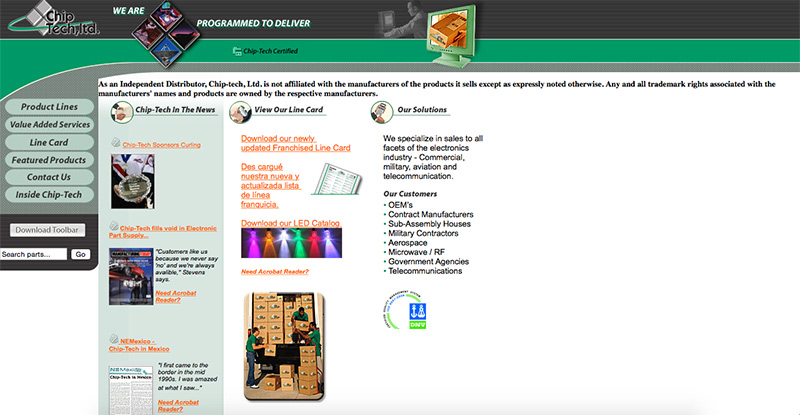 Chip
Tech, Ltd.
WE ARE
PROGRAMMED TO DELIVER
Chip-Tech Certified
As an Independent Distributor, Chip-tech, Ltd. is not affiliated with the manufacturers of the products it sells except as expressly noted otherwise. Any and all trademark rights associated with the
manufacturers' names and products are owned by the respective manufacturers.
Product Lines
Value Added Services
Line Card
Featured Products
Contact Us
Inside Chip-Tech
Download Toolbar
Search parts...
Go
Chip-Tech In The News
Chip-Tech Sponsors Curling
Chip-Tech fills void in Electronic
Part Supply...
"Customers like us
because we never say
'no' and we're always
avalible," Stevens
says.
Need Acrobat
Reader?
NEMexico -
Chip-Tech in Mexico
NEMexico
Chip-Tech in Mexico
"I first came to the
border in the mid
1990s. I was amazed
at what I saw..."
Need Acrobat
Reader?
View Our Line Card
Download our newly
updated Franchised Line Card
Des cargué
nuestra nueva y
actualizada lista
de línea
franquicia.
Download our LED Catalog
Need Acrobat Reader?
Our Solutions
We specialize in sales to all
facets of the electronics
industry - Commercial,
military, aviation and
telecommunication.
Our Customers
• OEM's
• Contract Manufacturers
• Sub-Assembly Houses
• Military Contractors
• Aerospace
• Microwave / RF
• Government Agencies
• Telecommunications
DNV